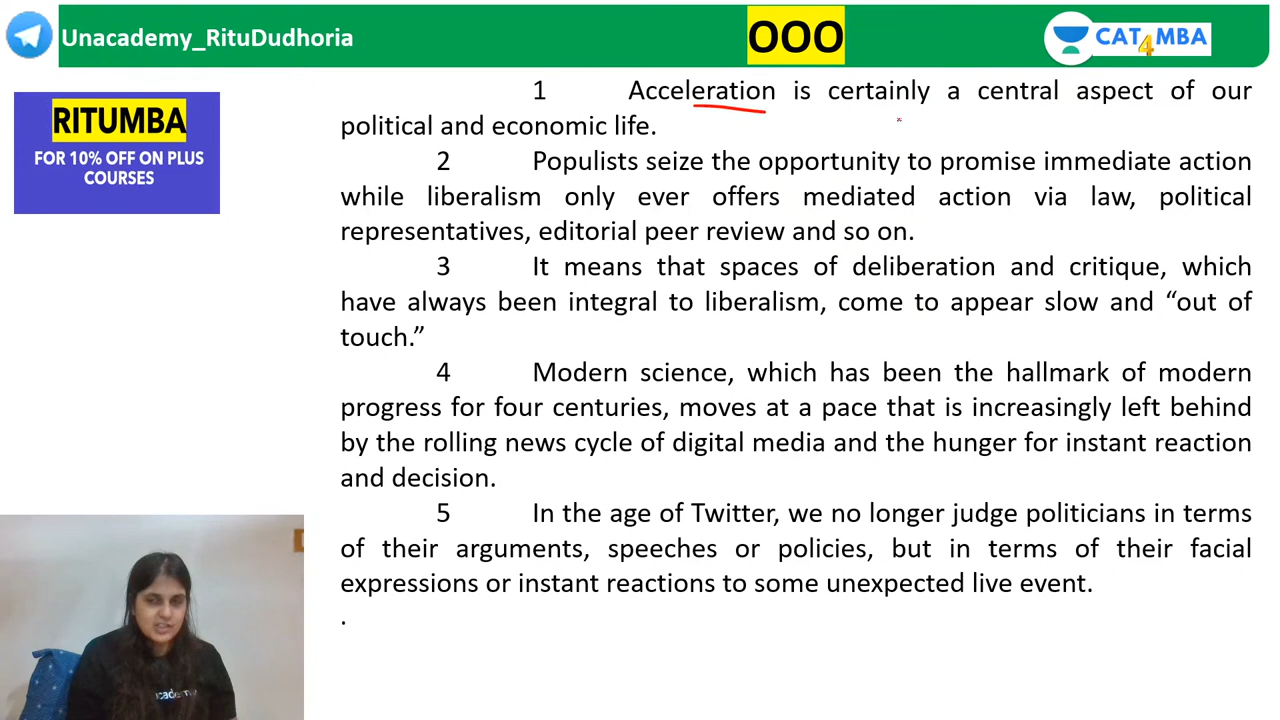 Unacademy_RituDudhoria
OOO
CAT4MBA
RITUMBA
FOR 10% OFF ON PLUS
COURSES
1 Acceleration is certainly a central aspect of our
political and economic life.
2 Populists seize the opportunity to promise immediate action
while liberalism only ever offers mediated action via law, political
representatives, editorial peer review and so on.
3 It means that spaces of deliberation and critique, which
have always been integral to liberalism, come to appear slow and “out of
touch.”
4 Modern science, which has been the hallmark of modern
progress for four centuries, moves at a pace that is increasingly left behind
by the rolling news cycle of digital media and the hunger for instant reaction
and decision.
5 In the age of Twitter, we no longer judge politicians in terms
of their arguments, speeches or policies, but in terms of their facial
expressions or instant reactions to some unexpected live event.
.